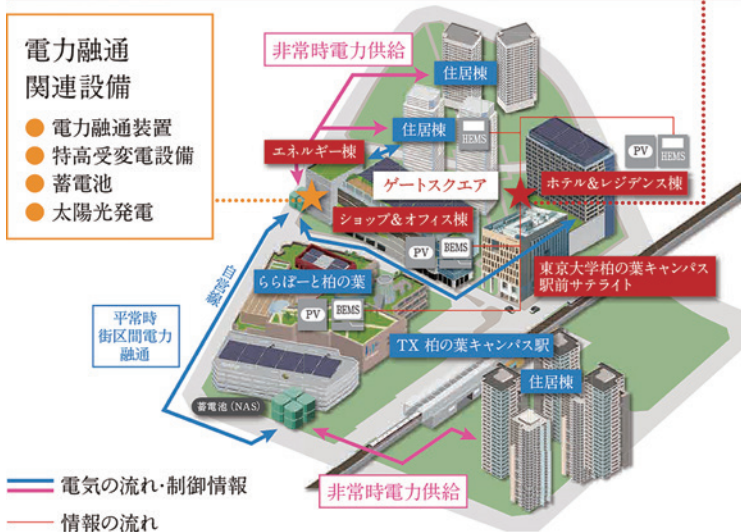 電力融通
関連設備
電力融通装置
特高受変電設備
蓄電池
太陽光発電
非常時電力供給
住居棟
住居棟
HEMS
エネルギー棟
PV
HEMS
ゲートスクエア
ホテル&レジデンス棟
ショップ&オフィス棟
PV
BEMS
東京大学柏の葉キャンパス
駅前サテライト
自営線
ららぽーと柏の葉
PV
BEMS
平常時
街区間電力
融通
TX 柏の葉キャンパス駅
住居棟
蓄電池(NAS)
非常時電力供給
電気の流れ・制御情報
情報の流れ